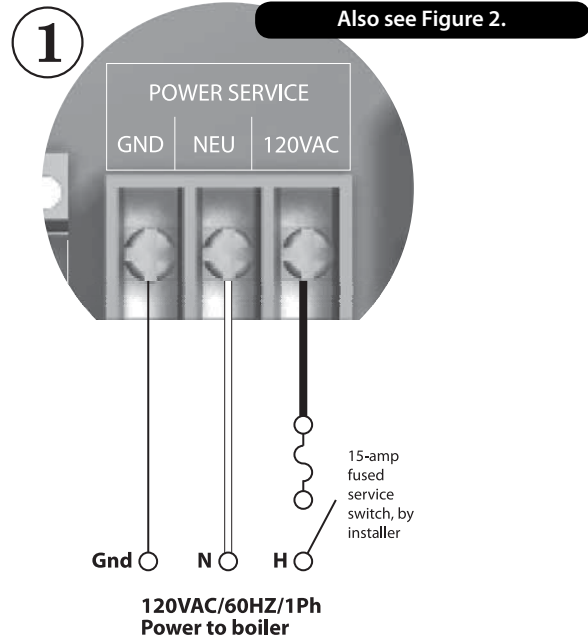 Also see Figure 2.
1
POWER SERVICE
GND NEU 120VAC
15-amp
fused
service
switch, by
installer
Gnd N H
120VAC/60HZ/1Ph
Power to boiler